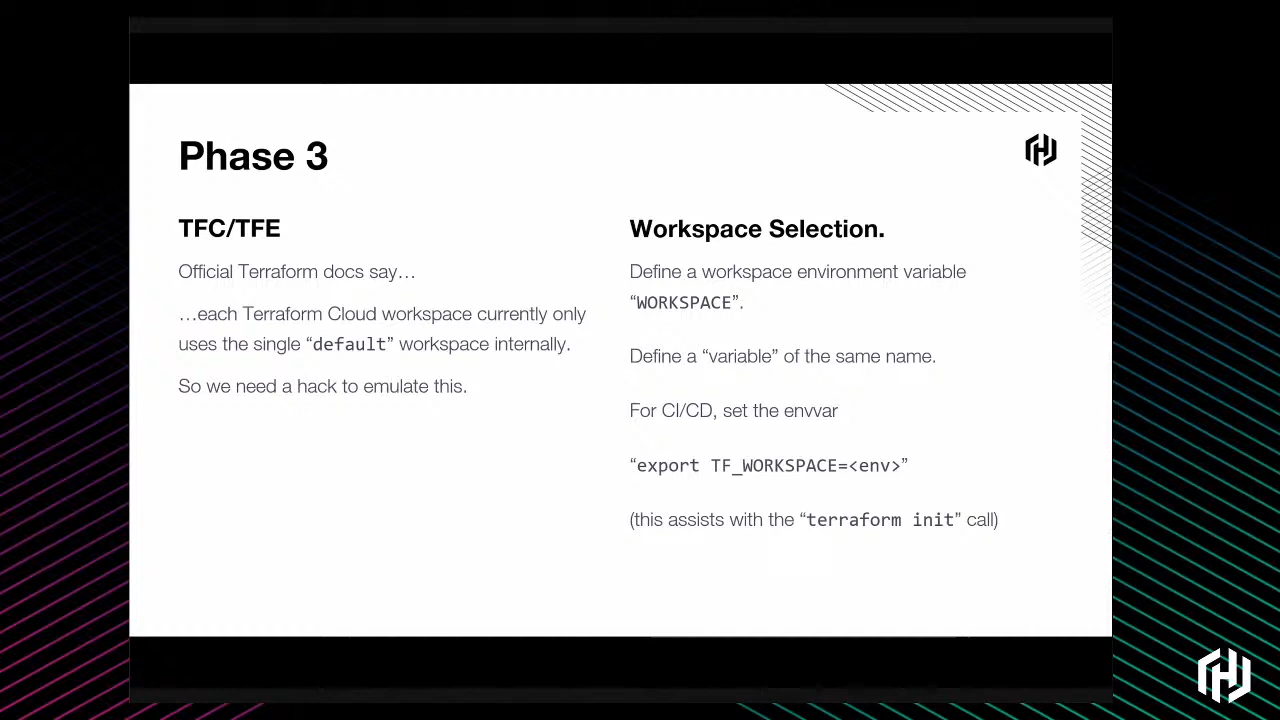 Phase 3
TFC/TFE
Official Terraform docs say…
…each Terraform Cloud workspace currently only
uses the single “default” workspace internally.
So we need a hack to emulate this.
Workspace Selection.
Define a workspace environment variable
“WORKSPACE”.
Define a “variable” of the same name.
For CI/CD, set the envvar
“export TF_WORKSPACE=<env>”
(this assists with the “terraform init” call)